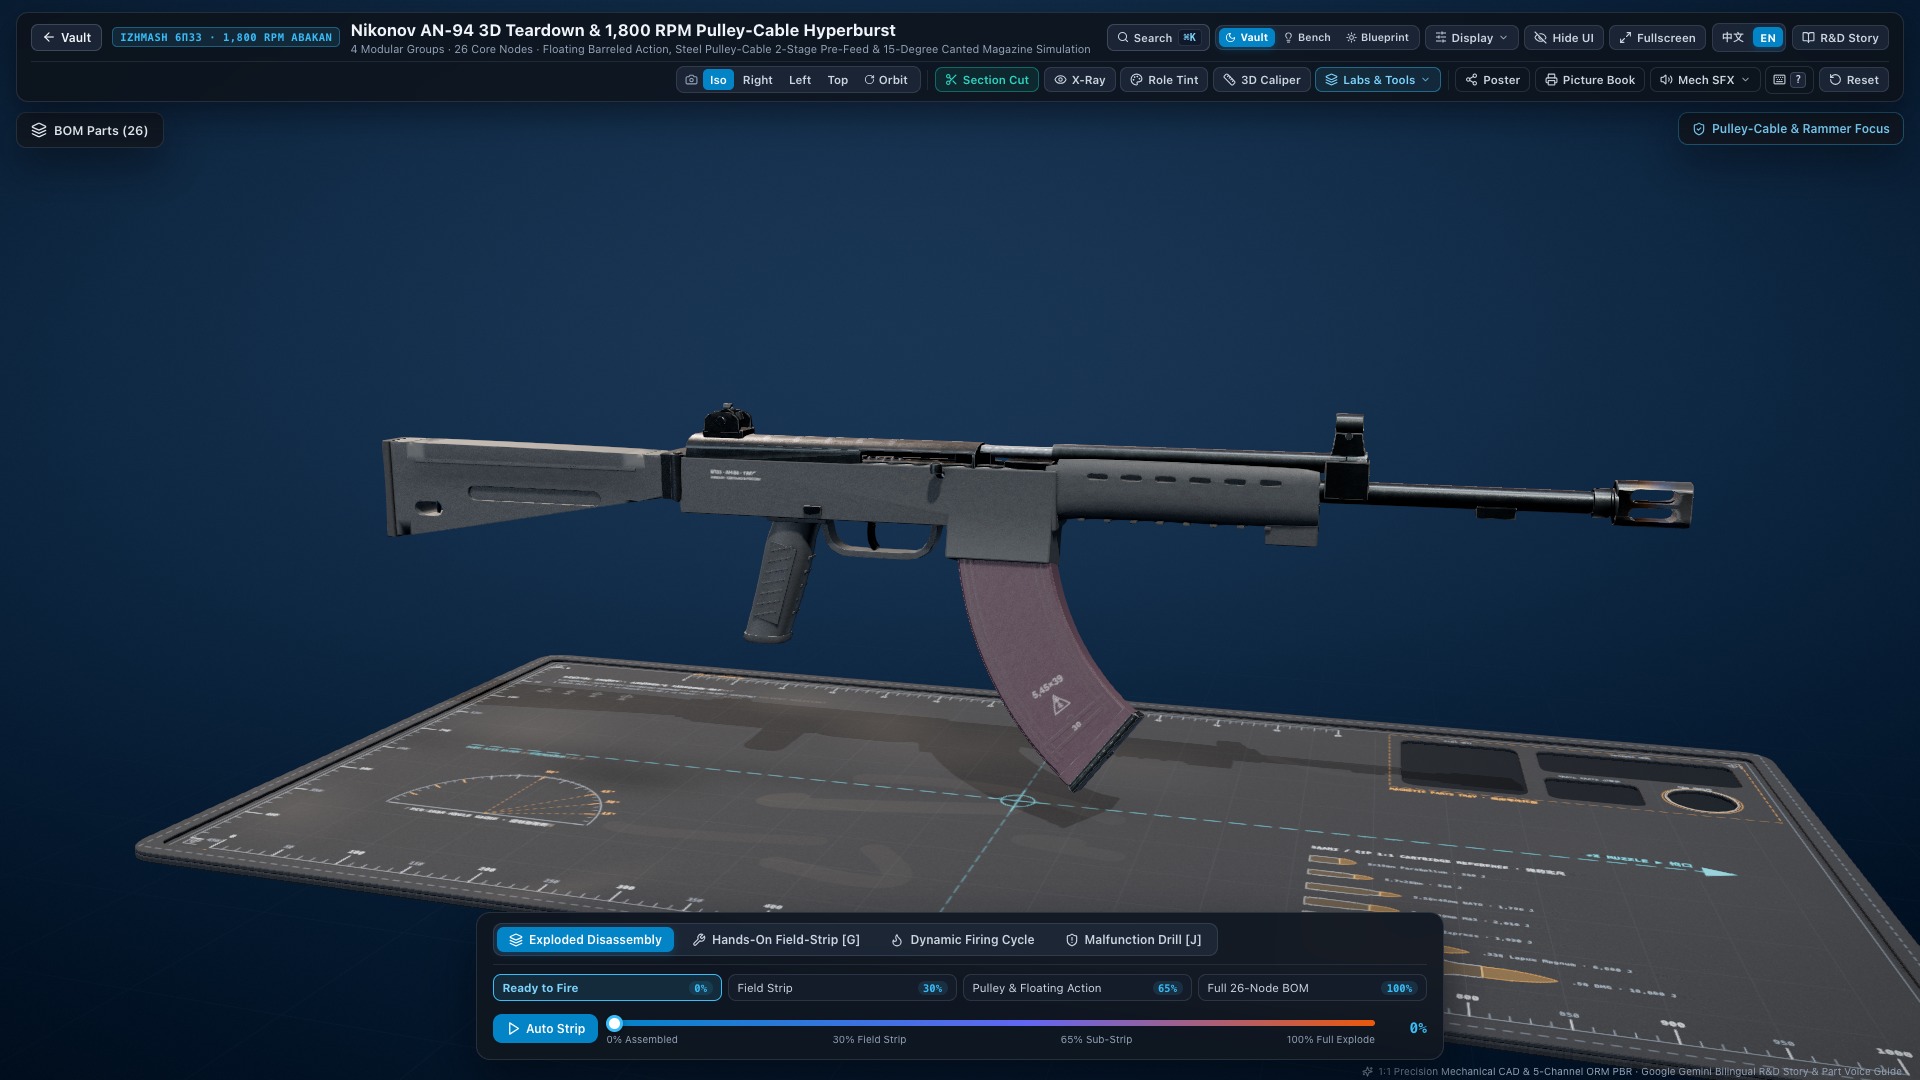 Vault
IZHMASH 6П33 · 1,800 RPM ABAKAN
Nikonov AN-94 3D Teardown & 1,800 RPM Pulley-Cable Hyperburst
4 Modular Groups · 26 Core Nodes · Floating Barreled Action, Steel Pulley-Cable 2-Stage Pre-Feed & 15-Degree Canted Magazine Simulation
Search ⌘K
Vault
Bench
Blueprint
Display
Hide UI
Fullscreen
中文
EN
R&D Story
Iso
Right
Left
Top
Orbit
Section Cut
X-Ray
Role Tint
3D Caliper
Labs & Tools
Poster
Picture Book
Mech SFX
?
Reset
BOM Parts (26)
Pulley-Cable & Rammer Focus
5,45×39
30
Exploded Disassembly
Hands-On Field-Strip [G]
Dynamic Firing Cycle
Malfunction Drill [J]
Ready to Fire 0%
Field Strip 30%
Pulley & Floating Action 65%
Full 26-Node BOM 100%
Auto Strip
0%
0% Assembled
30% Field Strip
65% Sub-Strip
100% Full Explode
1:1 Precision Mechanical CAD & 5-Channel ORM PBR · Google Gemini Bilingual R&D Story & Part Voice Guide